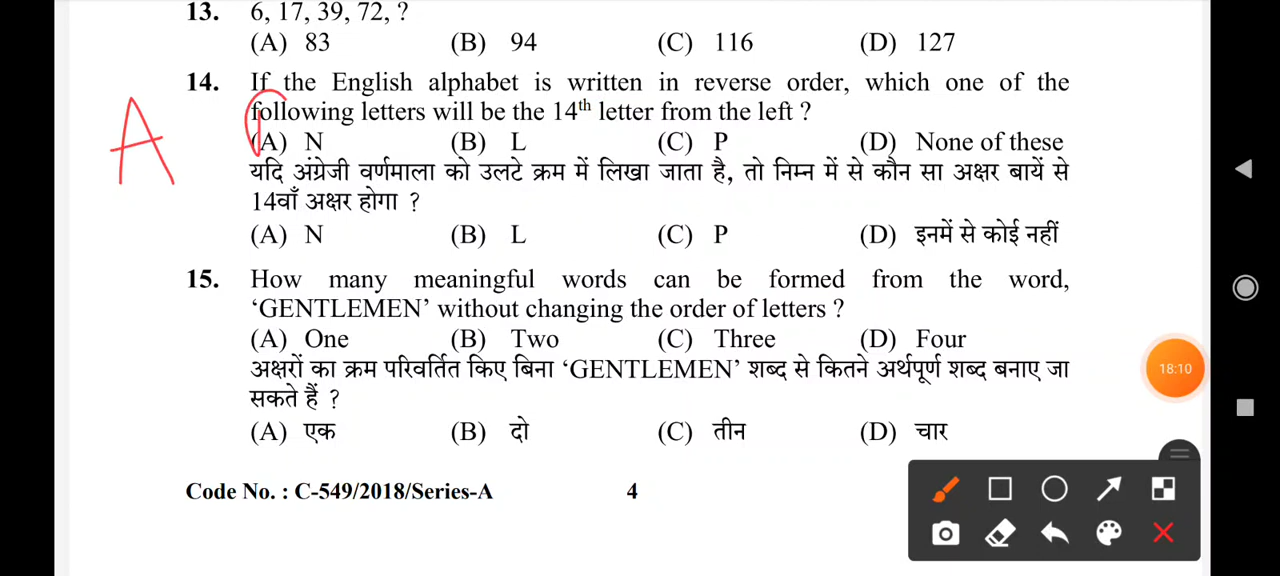 13. 6, 17, 39, 72, ?
(A) 83 (B) 94 (C) 116 (D) 127
14. If the English alphabet is written in reverse order, which one of the
following letters will be the 14th letter from the left ?
(A) N (B) L (C) P (D) None of these
यदि अंग्रेजी वर्णमाला को उलटे क्रम में लिखा जाता है, तो निम्न में से कौन सा अक्षर बायें से
14वाँ अक्षर होगा ?
(A) N (B) L (C) P (D) इनमें से कोई नहीं
A
15. How many meaningful words can be formed from the word,
‘GENTLEMEN’ without changing the order of letters ?
(A) One (B) Two (C) Three (D) Four
अक्षरों का क्रम परिवर्तित किए बिना ‘GENTLEMEN’ शब्द से कितने अर्थपूर्ण शब्द बनाए जा
सकते हैं ?
(A) एक (B) दो (C) तीन (D) चार
18:10
Code No. : C-549/2018/Series-A 4